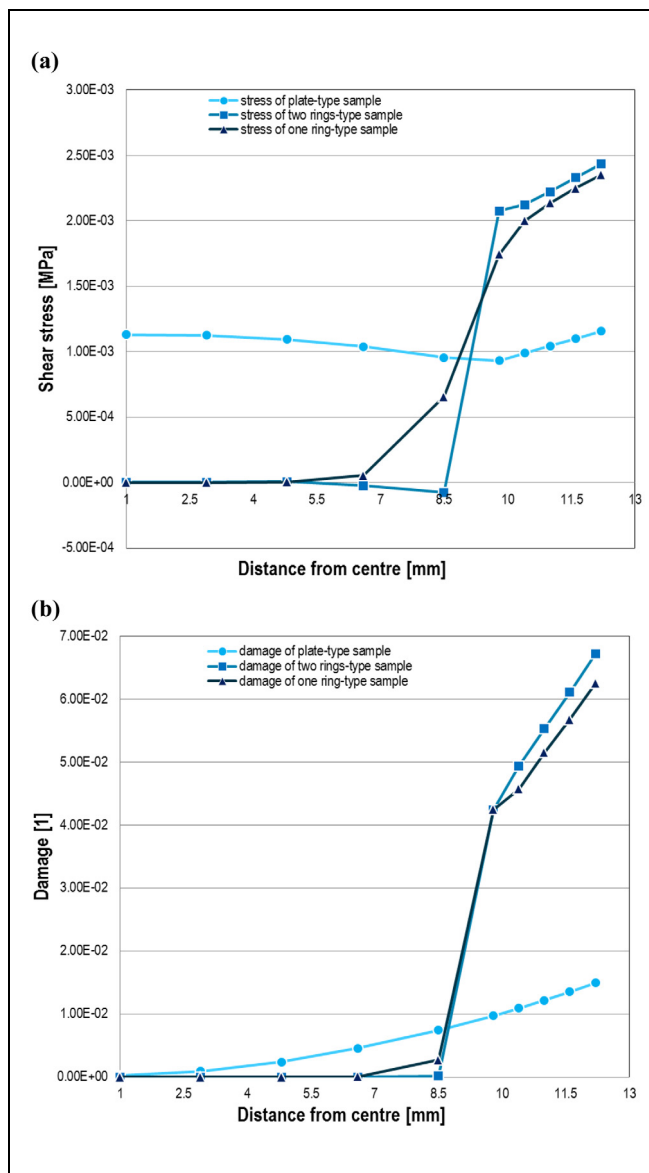 (a)
3.00E-03
stress of plate-type sample
stress of two rings-type sample
stress of one ring-type sample
2.50E-03
2.00E-03
1.50E-03
1.00E-03
5.00E-04
0.00E+00
-5.00E-04
Shear stress [MPa]
1 2.5 4 5.5 7 8.5 10 11.5 13
Distance from centre [mm]
(b)
7.00E-02
damage of plate-type sample
damage of two rings-type sample
damage of one ring-type sample
6.00E-02
5.00E-02
4.00E-02
3.00E-02
2.00E-02
1.00E-02
0.00E+00
Damage [1]
1 2.5 4 5.5 7 8.5 10 11.5 13
Distance from centre [mm]